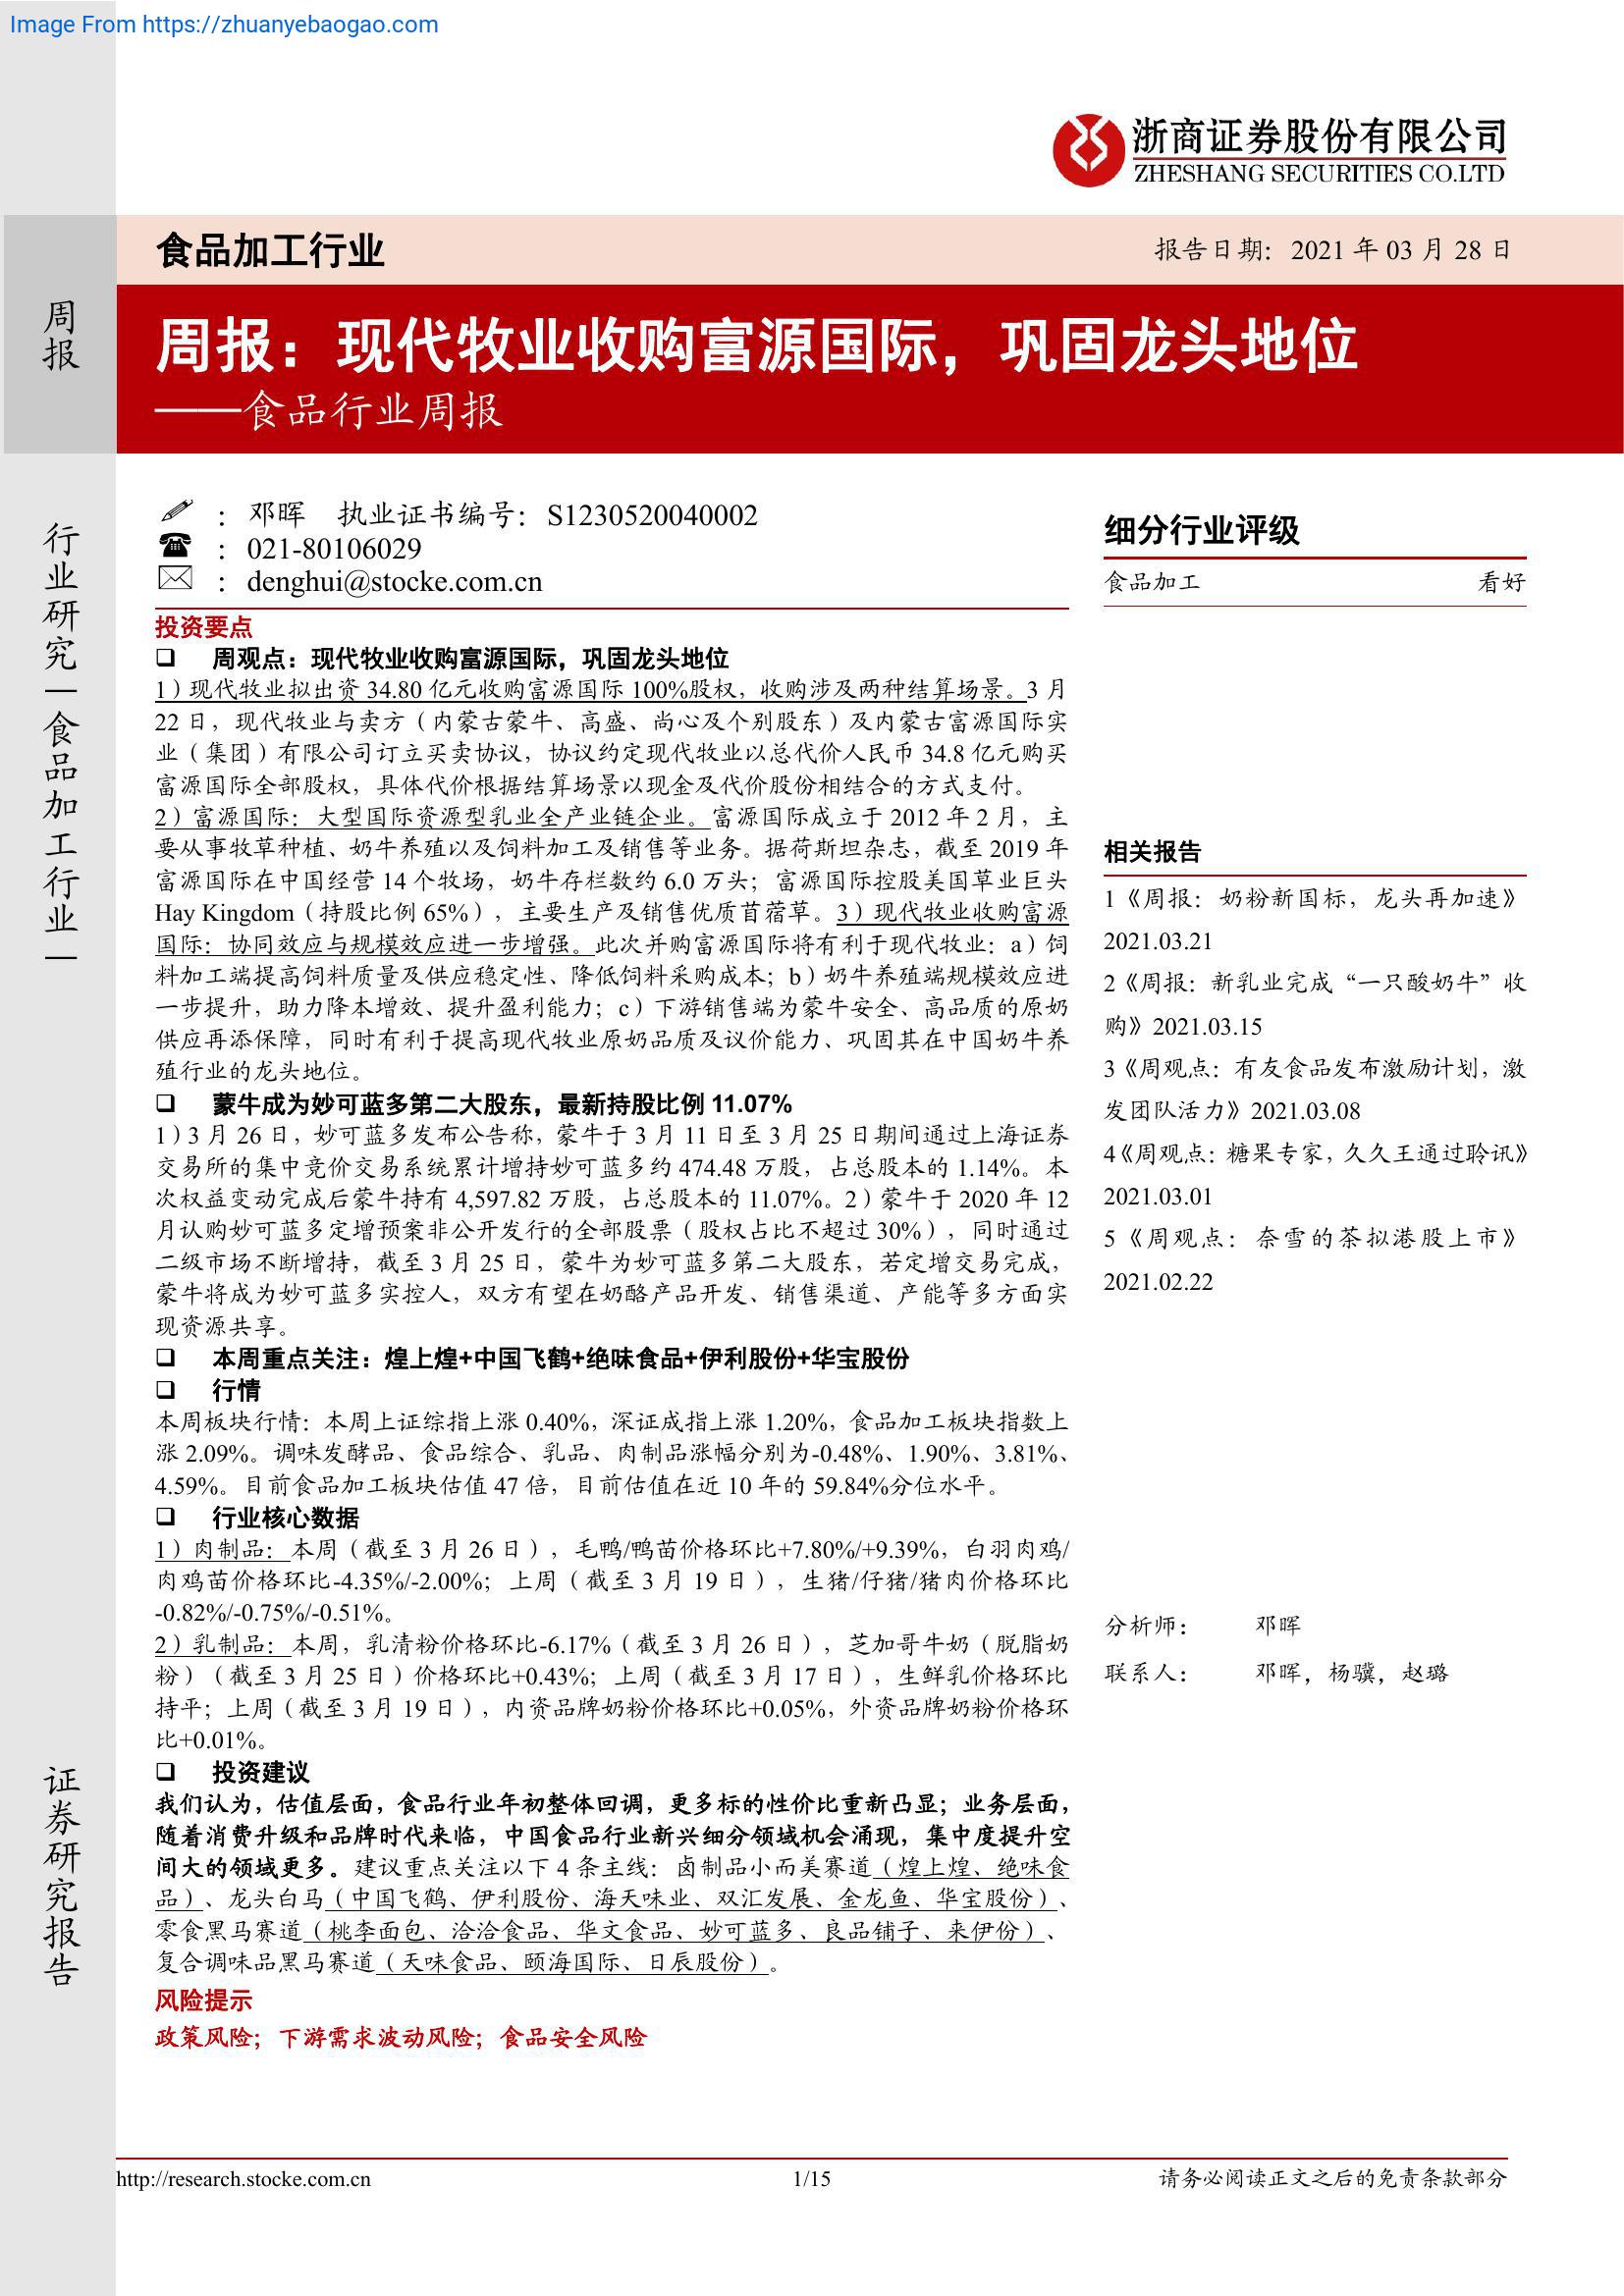 Image From https://zhuanyebaogao.com
浙商证券股份有限公司
ZHESHANG SECURITIES CO.LTD
食品加工行业
报告日期：2021 年 03 月 28 日
周报
周报：现代牧业收购富源国际，巩固龙头地位
——食品行业周报
行业研究—食品加工行业—
证券研究报告
：邓晖 执业证书编号：S1230520040002
：021-80106029
：denghui@stocke.com.cn
投资要点
❑ 周观点：现代牧业收购富源国际，巩固龙头地位
1）现代牧业拟出资 34.80 亿元收购富源国际 100%股权，收购涉及两种结算场景。3 月
22 日，现代牧业与卖方（内蒙古蒙牛、高盛、尚心及个别股东）及内蒙古富源国际实
业（集团）有限公司订立买卖协议，协议约定现代牧业以总代价人民币 34.8 亿元购买
富源国际全部股权，具体代价根据结算场景以现金及代价股份相结合的方式支付。
2）富源国际：大型国际资源型乳业全产业链企业。富源国际成立于 2012 年 2 月，主
要从事牧草种植、奶牛养殖以及饲料加工及销售等业务。据荷斯坦杂志，截至 2019 年
富源国际在中国经营 14 个牧场，奶牛存栏数约 6.0 万头；富源国际控股美国草业巨头
Hay Kingdom（持股比例 65%），主要生产及销售优质苜蓿草。3）现代牧业收购富源
国际：协同效应与规模效应进一步增强。此次并购富源国际将有利于现代牧业：a）饲
料加工端提高饲料质量及供应稳定性、降低饲料采购成本；b）奶牛养殖端规模效应进
一步提升，助力降本增效、提升盈利能力；c）下游销售端为蒙牛安全、高品质的原奶
供应再添保障，同时有利于提高现代牧业原奶品质及议价能力、巩固其在中国奶牛养
殖行业的龙头地位。
❑ 蒙牛成为妙可蓝多第二大股东，最新持股比例 11.07%
1）3 月 26 日，妙可蓝多发布公告称，蒙牛于 3 月 11 日至 3 月 25 日期间通过上海证券
交易所的集中竞价交易系统累计增持妙可蓝多约 474.48 万股，占总股本的 1.14%。本
次权益变动完成后蒙牛持有 4,597.82 万股，占总股本的 11.07%。2）蒙牛于 2020 年 12
月认购妙可蓝多定增预案非公开发行的全部股票（股权占比不超过 30%），同时通过
二级市场不断增持，截至 3 月 25 日，蒙牛为妙可蓝多第二大股东，若定增交易完成，
蒙牛将成为妙可蓝多实控人，双方有望在奶酪产品开发、销售渠道、产能等多方面实
现资源共享。
❑ 本周重点关注：煌上煌+中国飞鹤+绝味食品+伊利股份+华宝股份
❑ 行情
本周板块行情：本周上证综指上涨 0.40%，深证成指上涨 1.20%，食品加工板块指数上
涨 2.09%。调味发酵品、食品综合、乳品、肉制品涨幅分别为-0.48%、1.90%、3.81%、
4.59%。目前食品加工板块估值 47 倍，目前估值在近 10 年的 59.84%分位水平。
❑ 行业核心数据
1）肉制品：本周（截至 3 月 26 日），毛鸭/鸭苗价格环比+7.80%/+9.39%，白羽肉鸡/
肉鸡苗价格环比-4.35%/-2.00%；上周（截至 3 月 19 日），生猪/仔猪/猪肉价格环比
-0.82%/-0.75%/-0.51%。
2）乳制品：本周，乳清粉价格环比-6.17%（截至 3 月 26 日），芝加哥牛奶（脱脂奶
粉）（截至 3 月 25 日）价格环比+0.43%；上周（截至 3 月 17 日），生鲜乳价格环比
持平；上周（截至 3 月 19 日），内资品牌奶粉价格环比+0.05%，外资品牌奶粉价格环
比+0.01%。
❑ 投资建议
我们认为，估值层面，食品行业年初整体回调，更多标的性价比重新凸显；业务层面，
随着消费升级和品牌时代来临，中国食品行业新兴细分领域机会涌现，集中度提升空
间大的领域更多。建议重点关注以下 4 条主线：卤制品小而美赛道（煌上煌、绝味食
品）、龙头白马（中国飞鹤、伊利股份、海天味业、双汇发展、金龙鱼、华宝股份）、
零食黑马赛道（桃李面包、洽洽食品、华文食品、妙可蓝多、良品铺子、来伊份）、
复合调味品黑马赛道（天味食品、颐海国际、日辰股份）。
风险提示
政策风险；下游需求波动风险；食品安全风险
细分行业评级
食品加工 看好
相关报告
1《周报：奶粉新国标，龙头再加速》
2021.03.21
2《周报：新乳业完成“一只酸奶牛”收
购》2021.03.15
3《周观点：有友食品发布激励计划，激
发团队活力》2021.03.08
4《周观点：糖果专家，久久王通过聆讯》
2021.03.01
5《周观点：奈雪的茶拟港股上市》
2021.02.22
分析师： 邓晖
联系人： 邓晖，杨骥，赵璐
http://research.stocke.com.cn
1/15
请务必阅读正文之后的免责条款部分